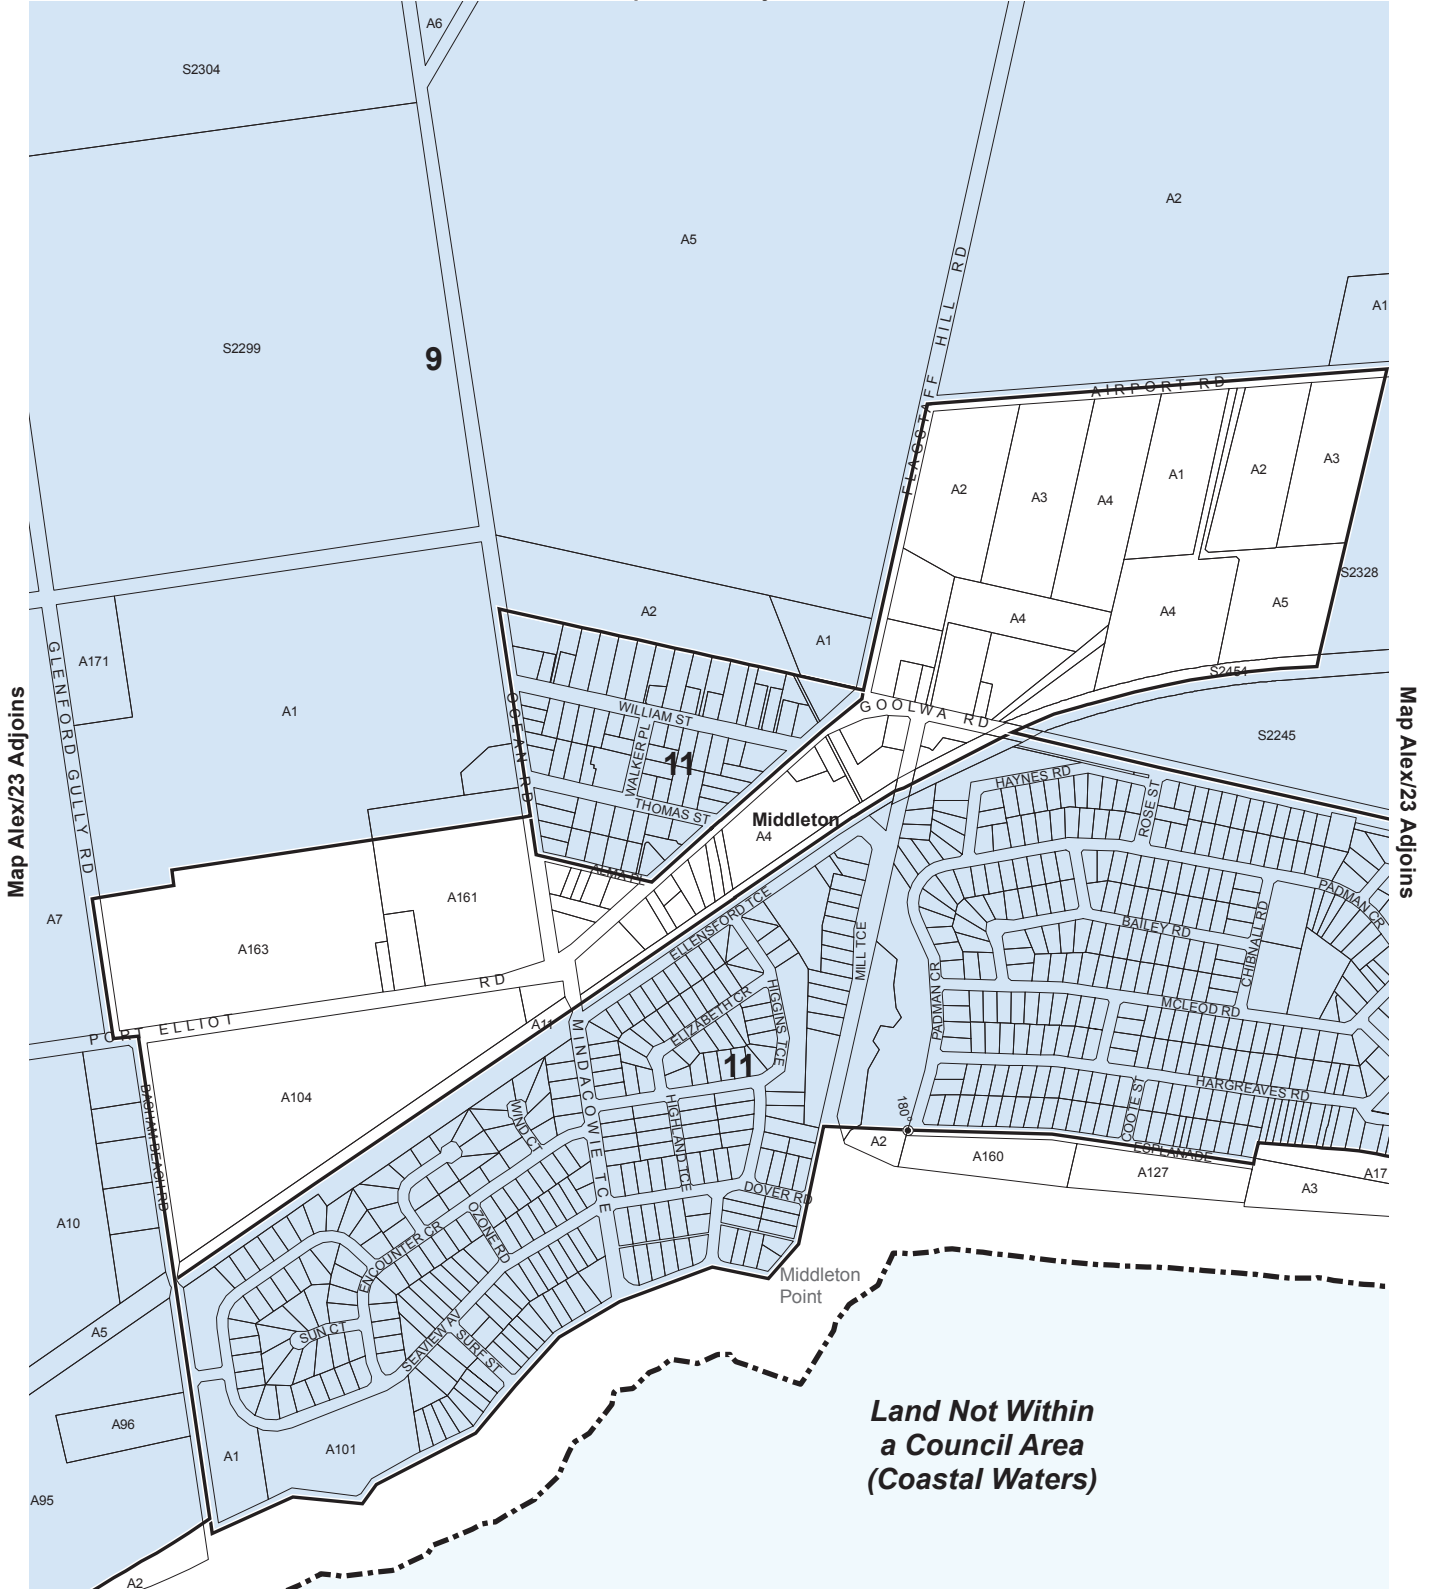 A6
S2304
A2
A5
FLAGSTAFF HILL RD
A1
S2299
9
AIRPORT RD
A2
A3
A4
A1
A2
A3
S2328
A2
A1
A4
A4
A5
GLENFORD GULLY RD
A171
A1
OCEAN RD
S2451
Map Alex/23 Adjoins
Map Alex/23 Adjoins
WILLIAM ST
GOOLWA RD
WALKER PL
11
S2245
HAYNES RD
ROSE ST
THOMAS ST
Middleton
A4
ALMA PL
A161
A7
A163
ELLENSFORD TCE
MILL TCE
PADMAN CR
BAILEY RD
CHIBNALL RD
RD
PORT ELLIOT
A11
MINDACOWIE TCE
ELIZABETH CR
HIGGINS TCE
PADMAN CR
MCLEOD RD
11
A104
BASHAM BEACH RD
WIND CT
HIGHLAND TCE
180°
COOTE ST
HARGREAVES RD
ESPLANADE
A2
A160
A127
A17
A3
DOVER RD
A10
OZONE RD
ENCOUNTER CR
Middleton
Point
A5
SUN CT
SEAVIEW AV
SURF ST
A96
A1
A101
A95
A2
Land Not Within
a Council Area
(Coastal Waters)